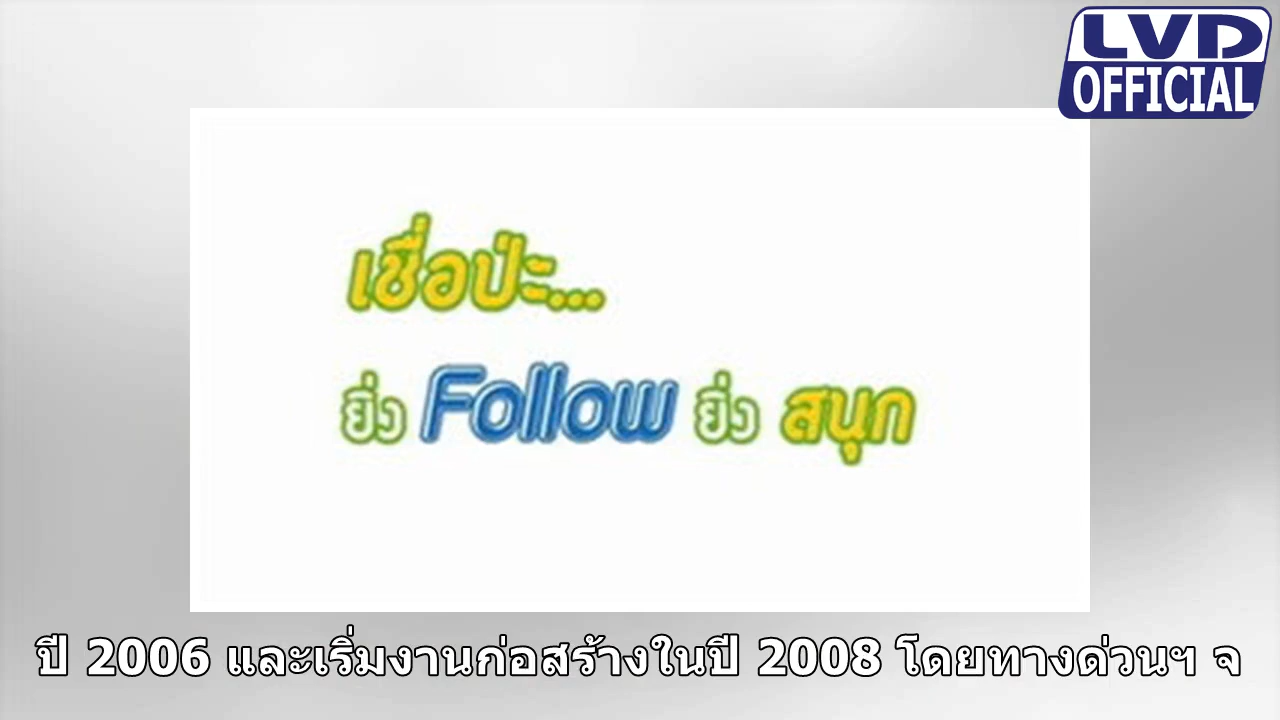 LVD
OFFICIAL
เชื่อป่ะ...
ยิ่ง Follow ยิ่ง สนุก
ปี 2006 และเริ่มงานก่อสร้างในปี 2008 โดยทางด่วนฯ จ